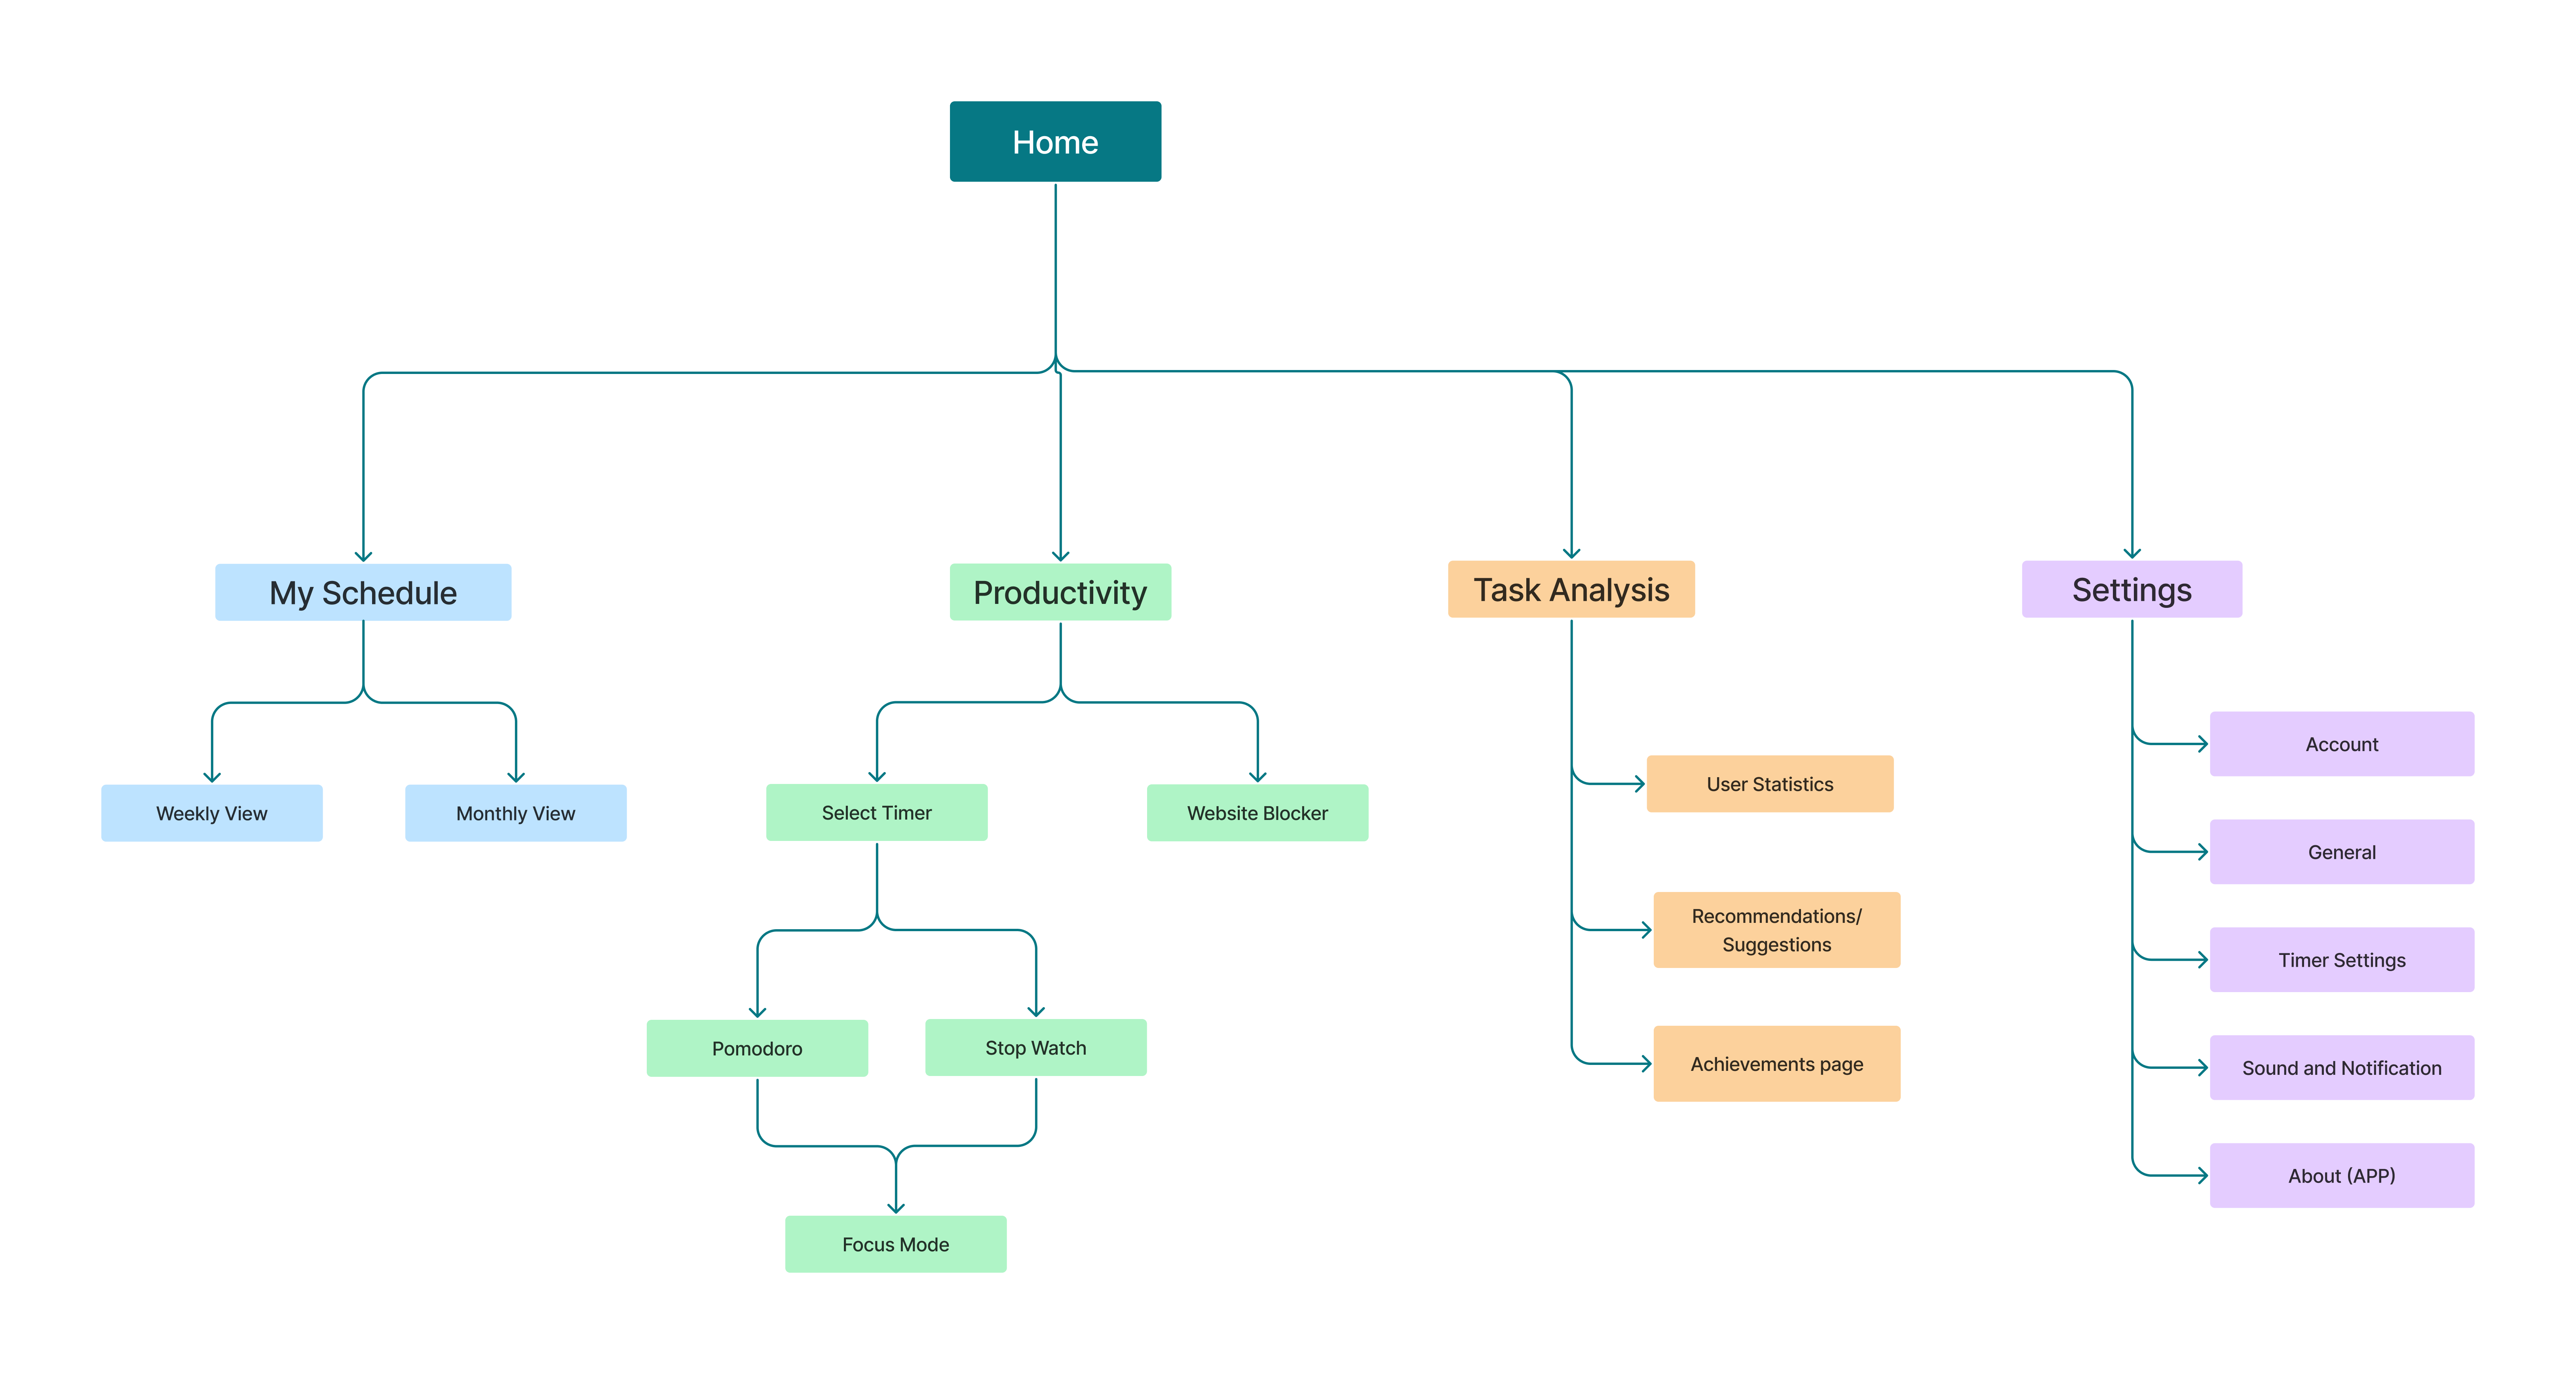 Home
My Schedule
Productivity
Task Analysis
Settings
Weekly View
Monthly View
Select Timer
Website Blocker
Pomodoro
Stop Watch
Focus Mode
User Statistics
Recommendations/
Suggestions
Achievements page
Account
General
Timer Settings
Sound and Notification
About (APP)